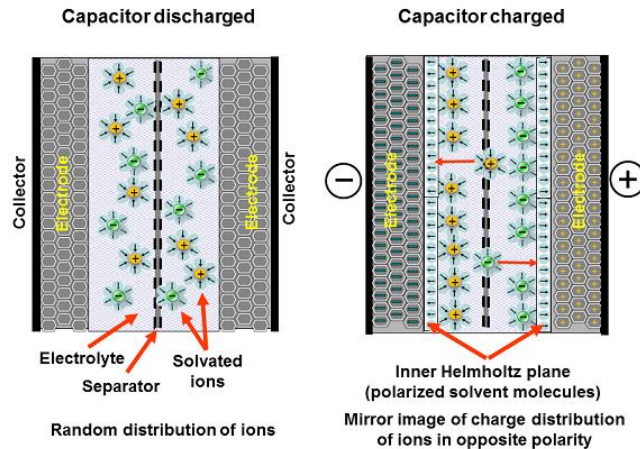 Capacitor discharged
Collector
Electrode
Electrode
Collector
Electrolyte
Separator
Solvated
ions
Random distribution of ions
Capacitor charged
−
Electrode
Electrode
+
Inner Helmholtz plane
(polarized solvent molecules)
Mirror image of charge distribution
of ions in opposite polarity